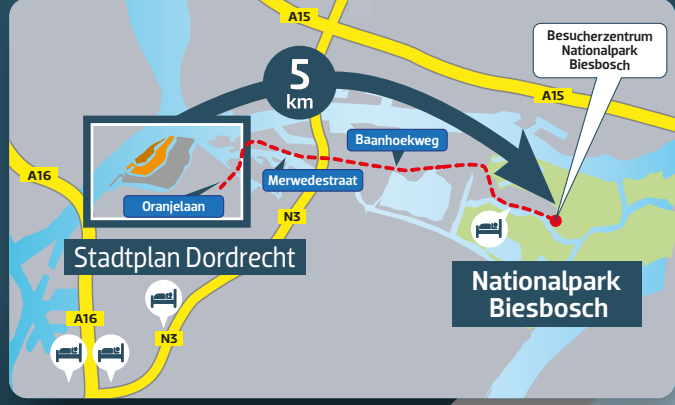 A15
Besucherzentrum
Nationalpark
Biesbosch
5
km
A15
Baanhoekweg
A16
Merwedestraat
Oranjelaan
N3
Stadtplan Dordrecht
Nationalpark
Biesbosch
A16
N3